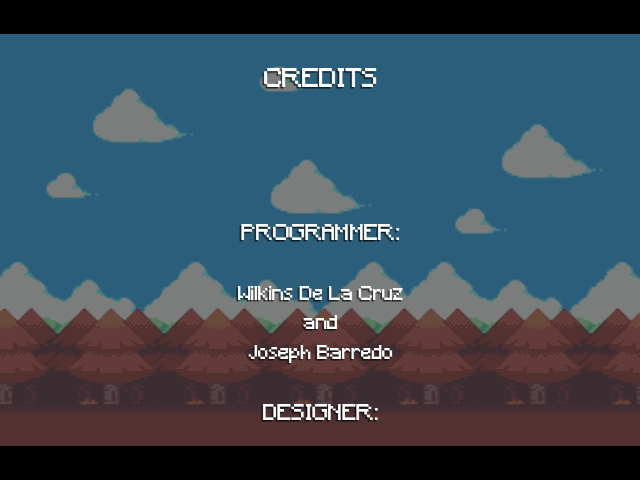 CREDITS
PROGRAMMER:
Wilkins De La Cruz
and
Joseph Barredo
DESIGNER: